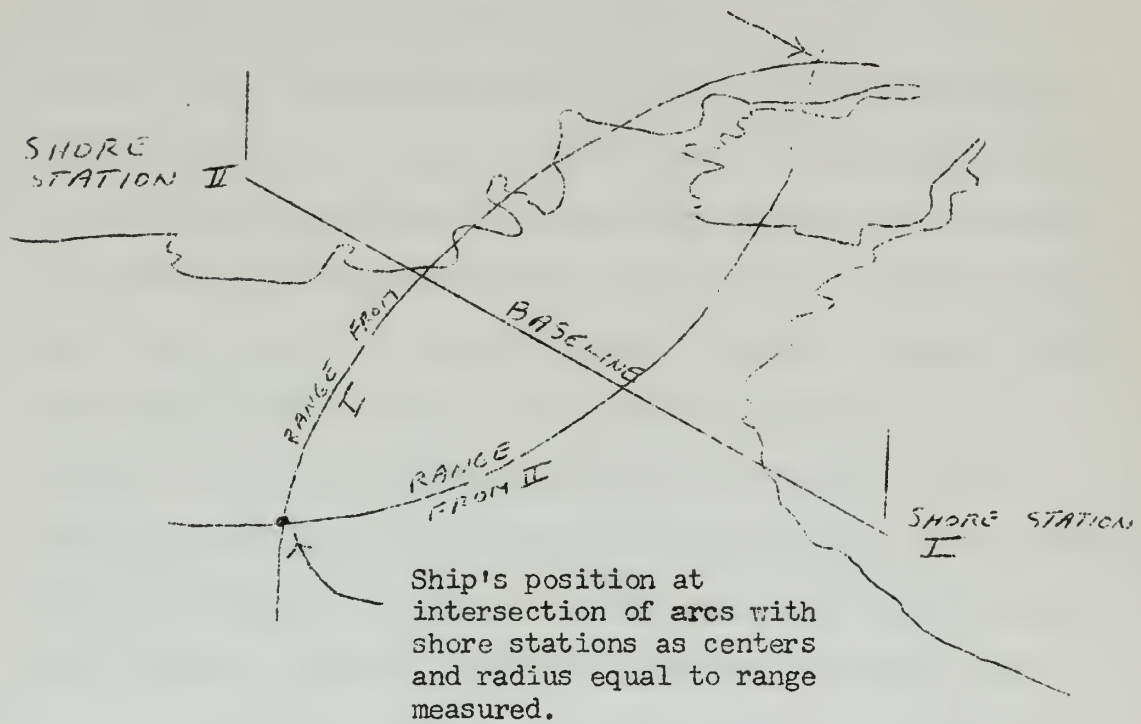 SHORE
STATION II
RANGE FROM
I
BASELINE
RANGE
FROM II
SHORE STATION
I
Ship's position at
intersection of arcs with
shore stations as centers
and radius equal to range
measured.